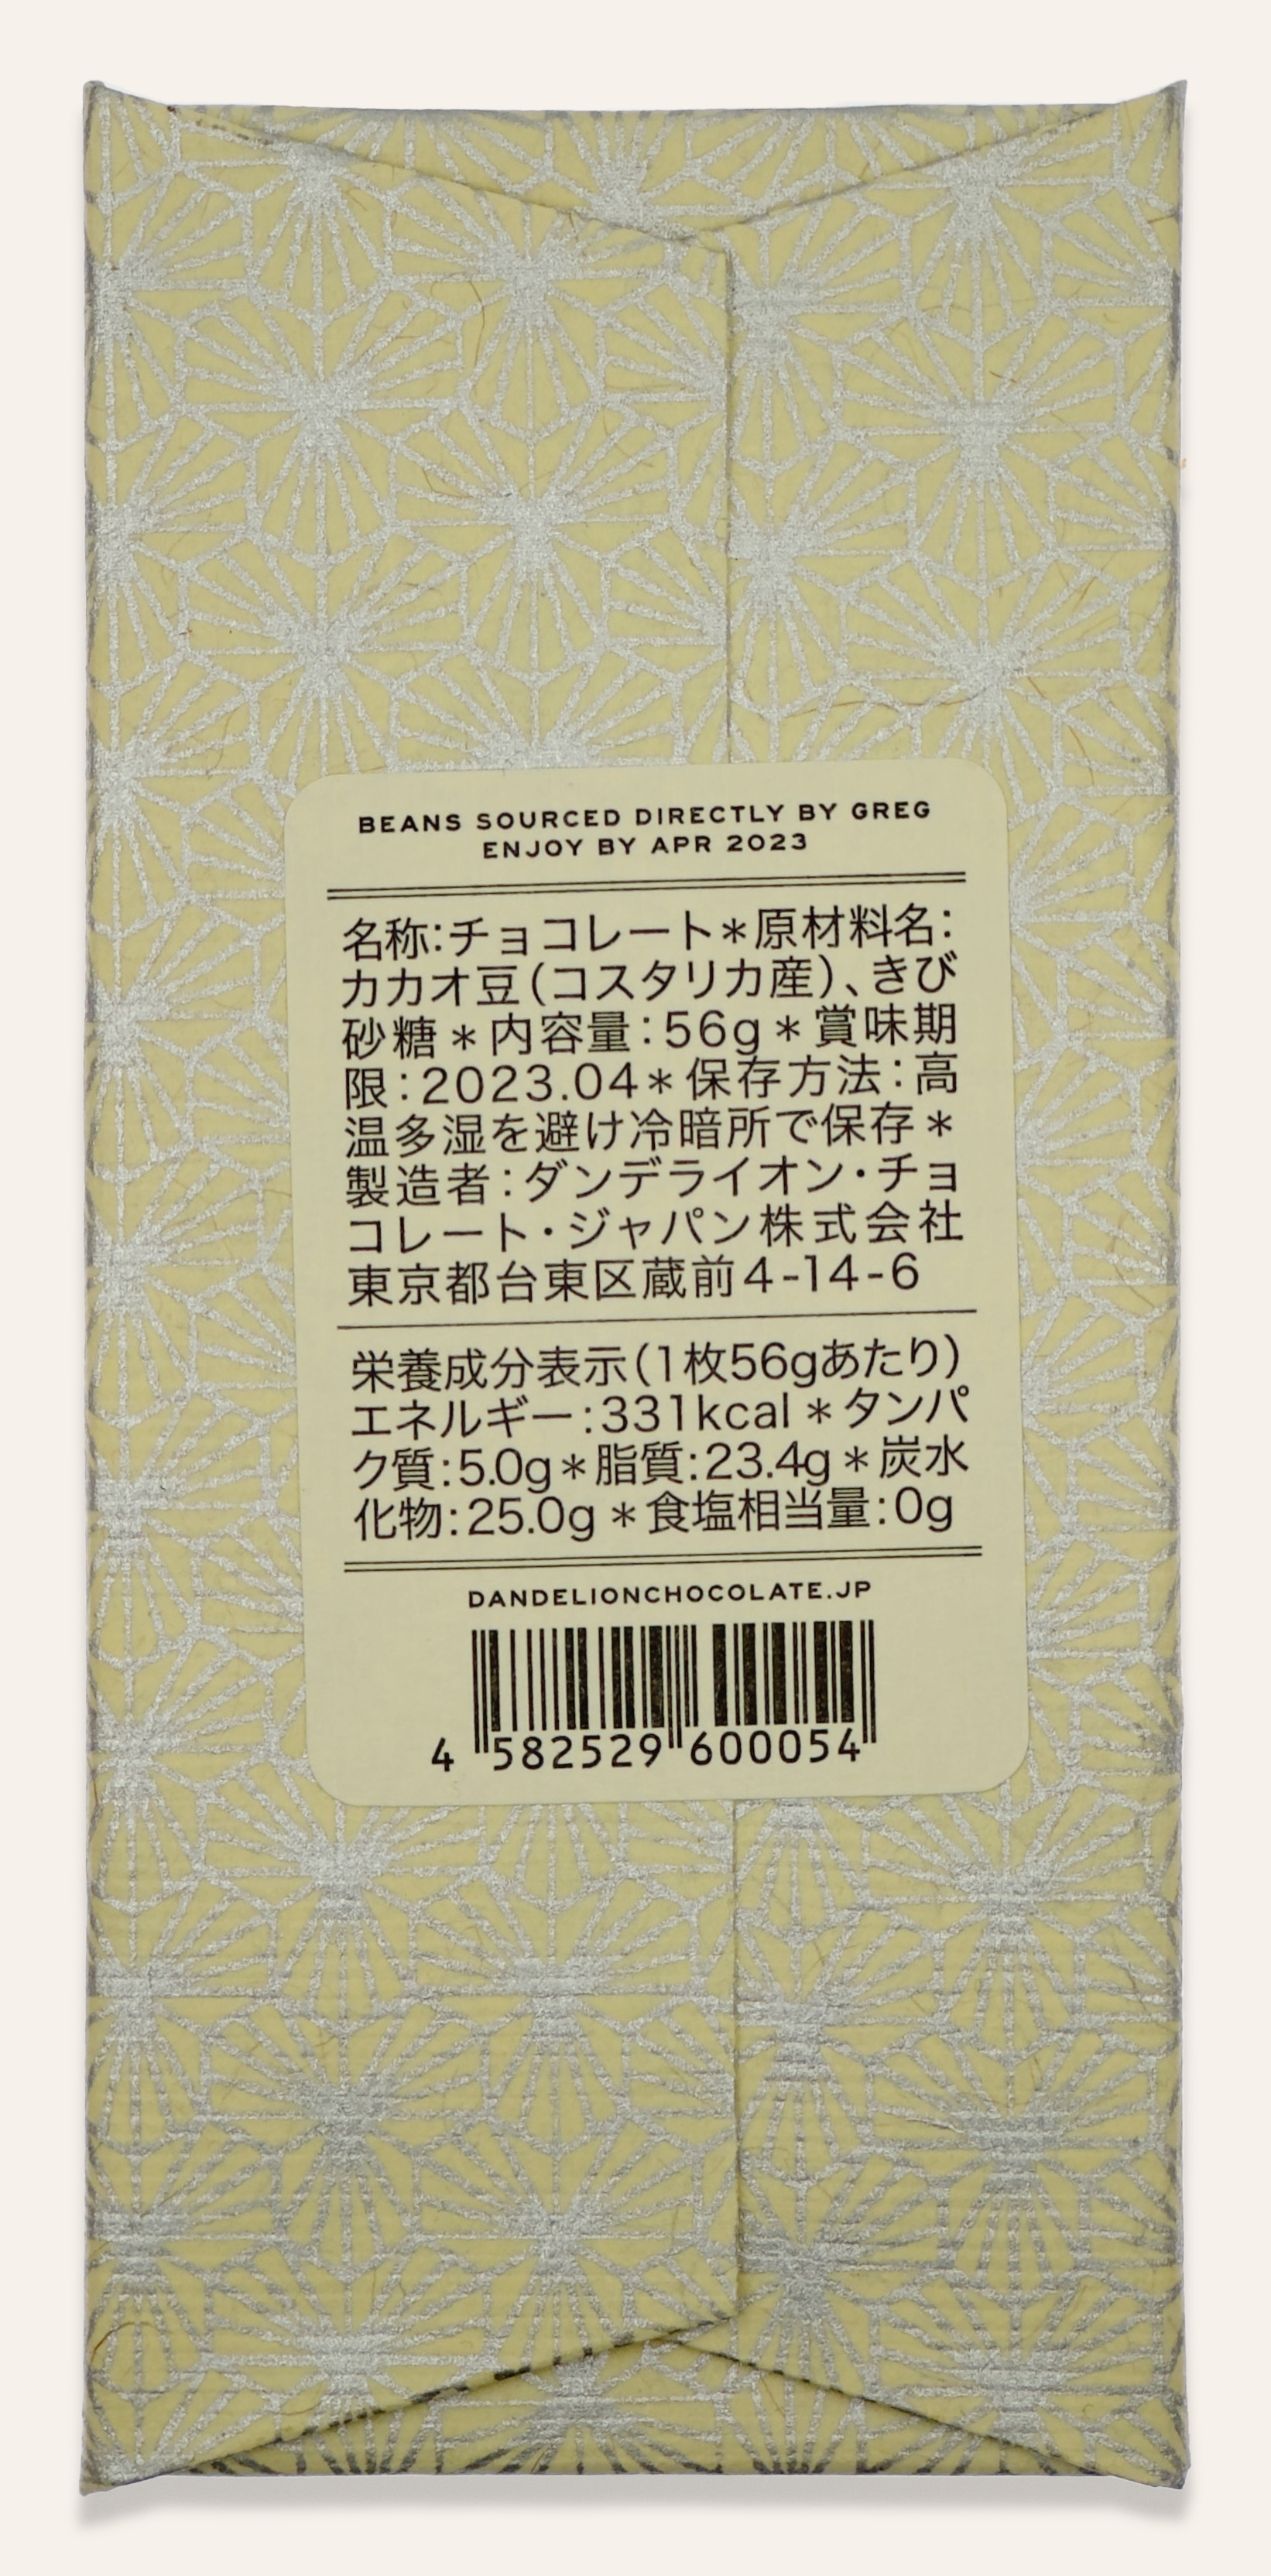 BEANS SOURCED DIRECTLY BY GREG
ENJOY BY APR 2023
名称:チョコレート＊原材料名:
カカオ豆(コスタリカ産)、きび
砂糖＊内容量:56g＊賞味期
限:2023.04＊保存方法:高
温多湿を避け冷暗所で保存＊
製造者:ダンデライオン・チョ
コレート・ジャパン株式会社
東京都台東区蔵前4-14-6
栄養成分表示(1枚56gあたり)
エネルギー:331kcal＊タンパ
ク質:5.0g＊脂質:23.4g＊炭水
化物:25.0g＊食塩相当量:0g
DANDELIONCHOCOLATE.JP
4 582529 600054